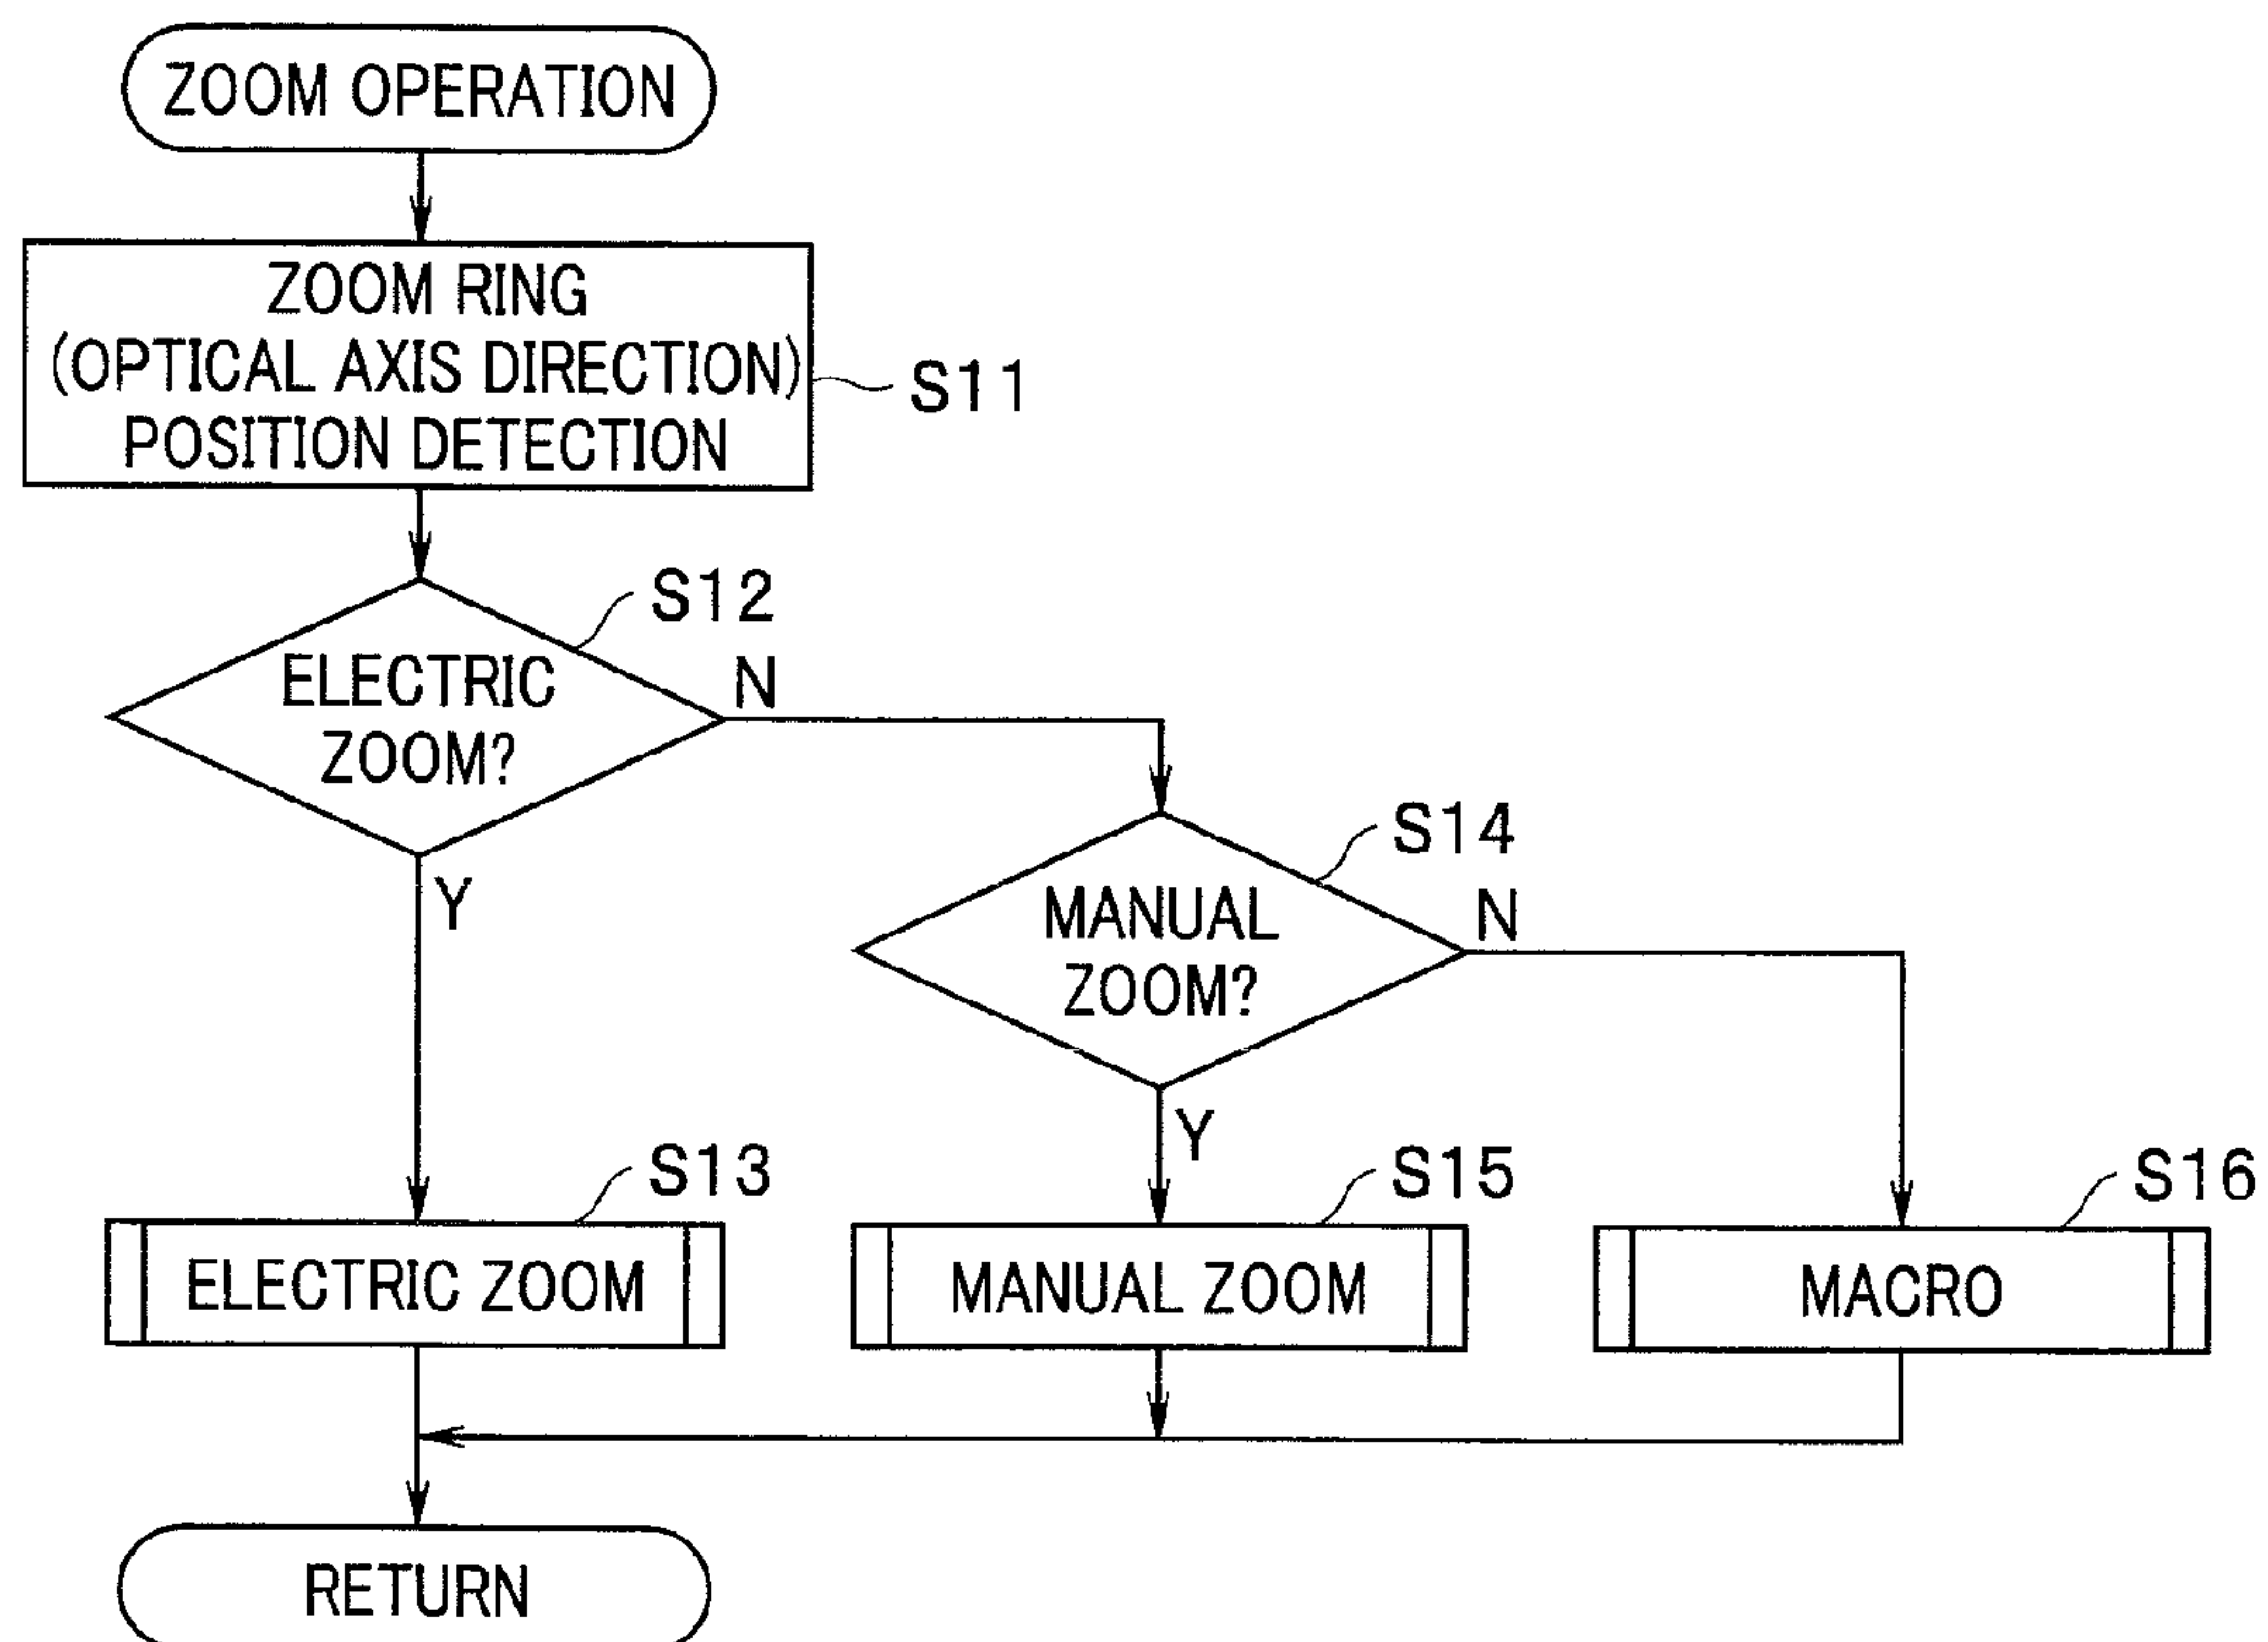 ZOOM OPERATION
ZOOM RING
(OPTICAL AXIS DIRECTION)
POSITION DETECTION
S11
S12
ELECTRIC
ZOOM?
N
Y
S14
MANUAL
ZOOM?
N
Y
S13
ELECTRIC ZOOM
S15
MANUAL ZOOM
S16
MACRO
RETURN